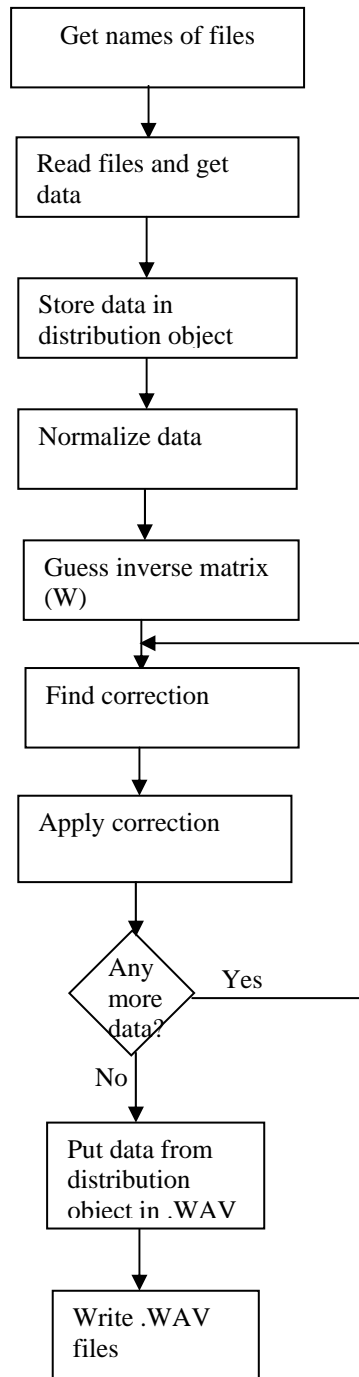 Get names of files
Read files and get
data
Store data in
distribution object
Normalize data
Guess inverse matrix
(W)
Find correction
Apply correction
Any
more
data?
Yes
No
Put data from
distribution
object in .WAV
Write .WAV
files